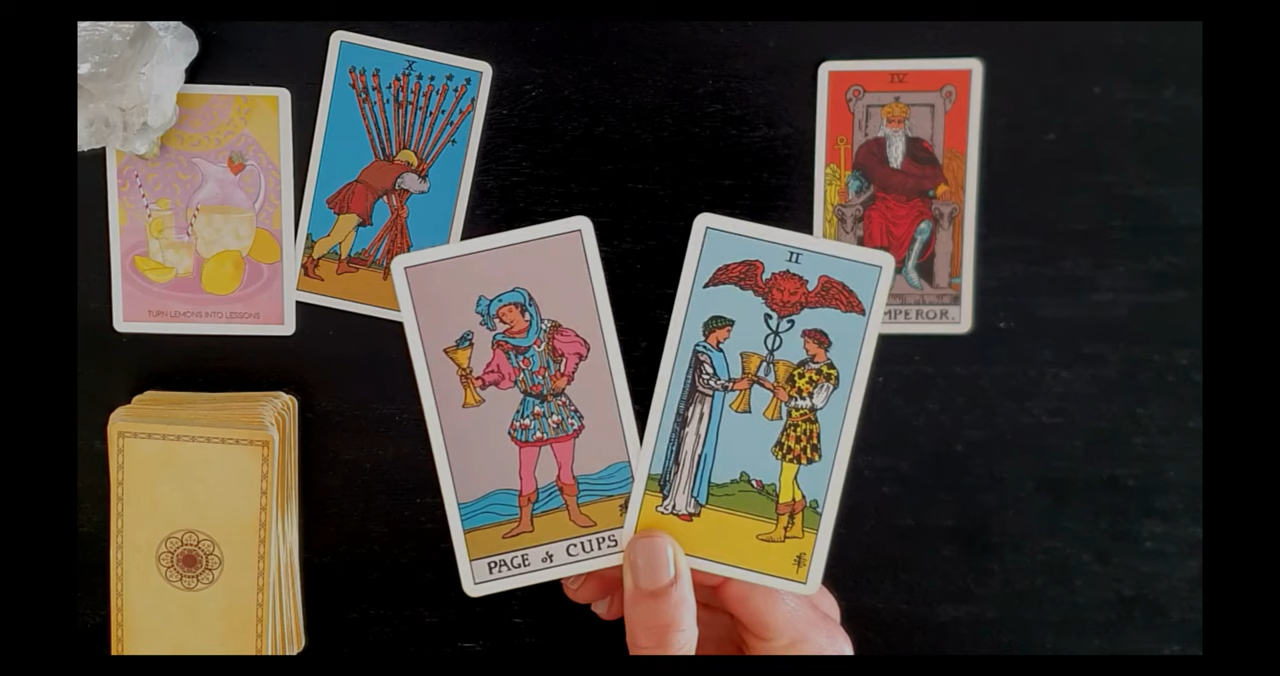 X
IV
TURN LEMONS INTO LESSONS
MPEROR.
II
PAGE of CUPS